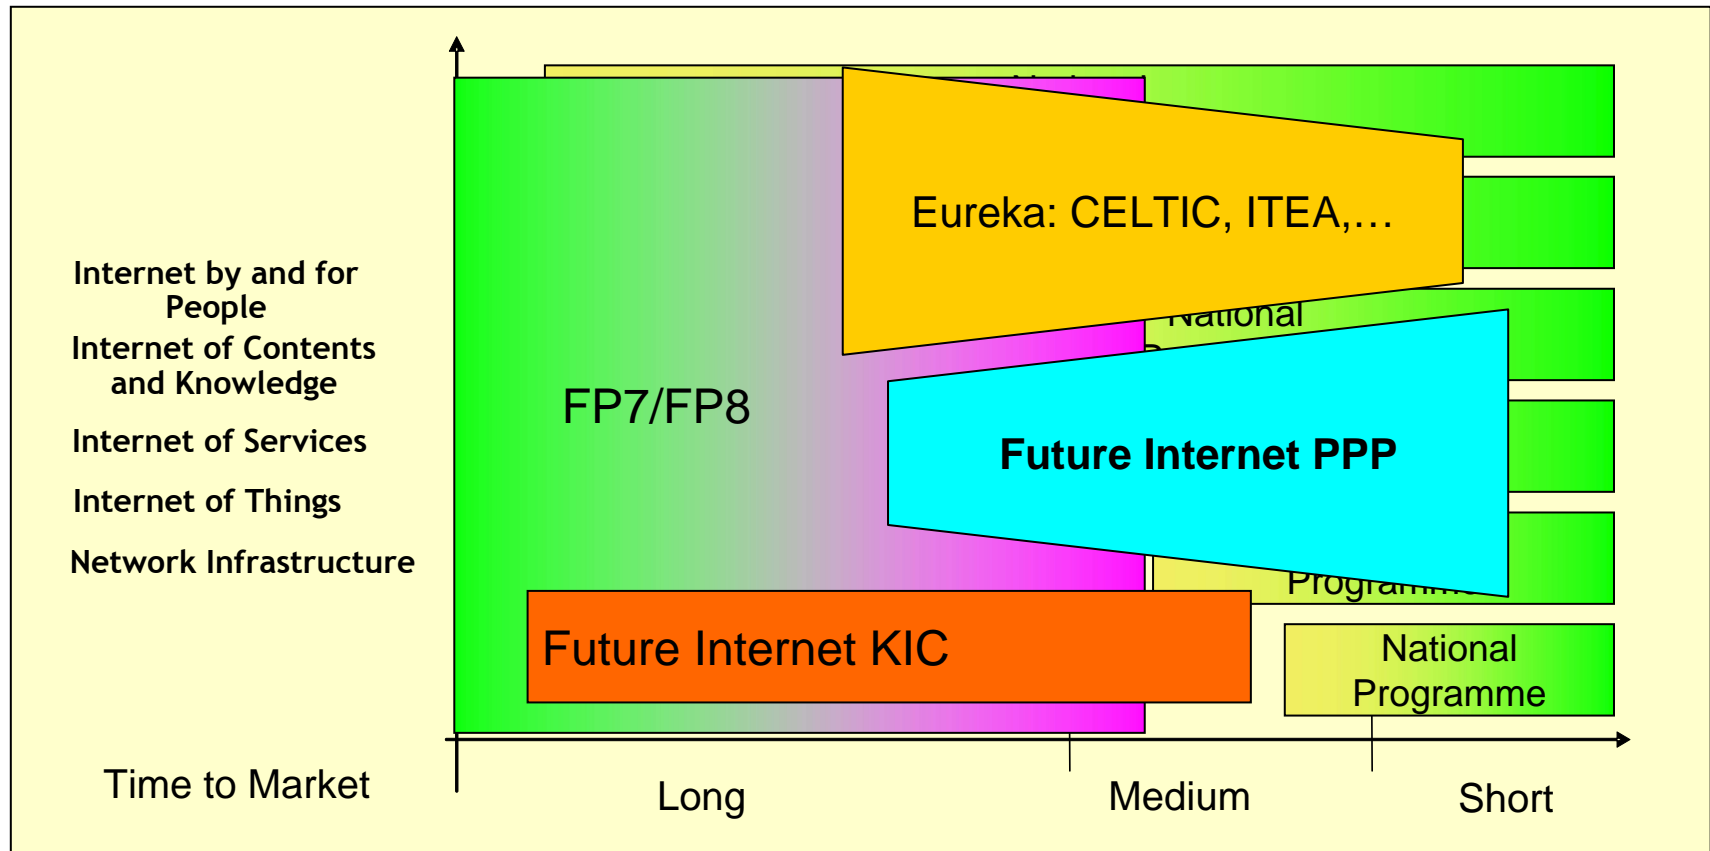 Eureka: CELTIC, ITEA,...
Internet by and for
People
National
Internet of Contents
and Knowledge
FP7/FP8
Internet of Services
Future Internet PPP
Internet of Things
Network Infrastructure
Programme
Future Internet KIC
National
Programme
Time to Market
Long
Medium
Short